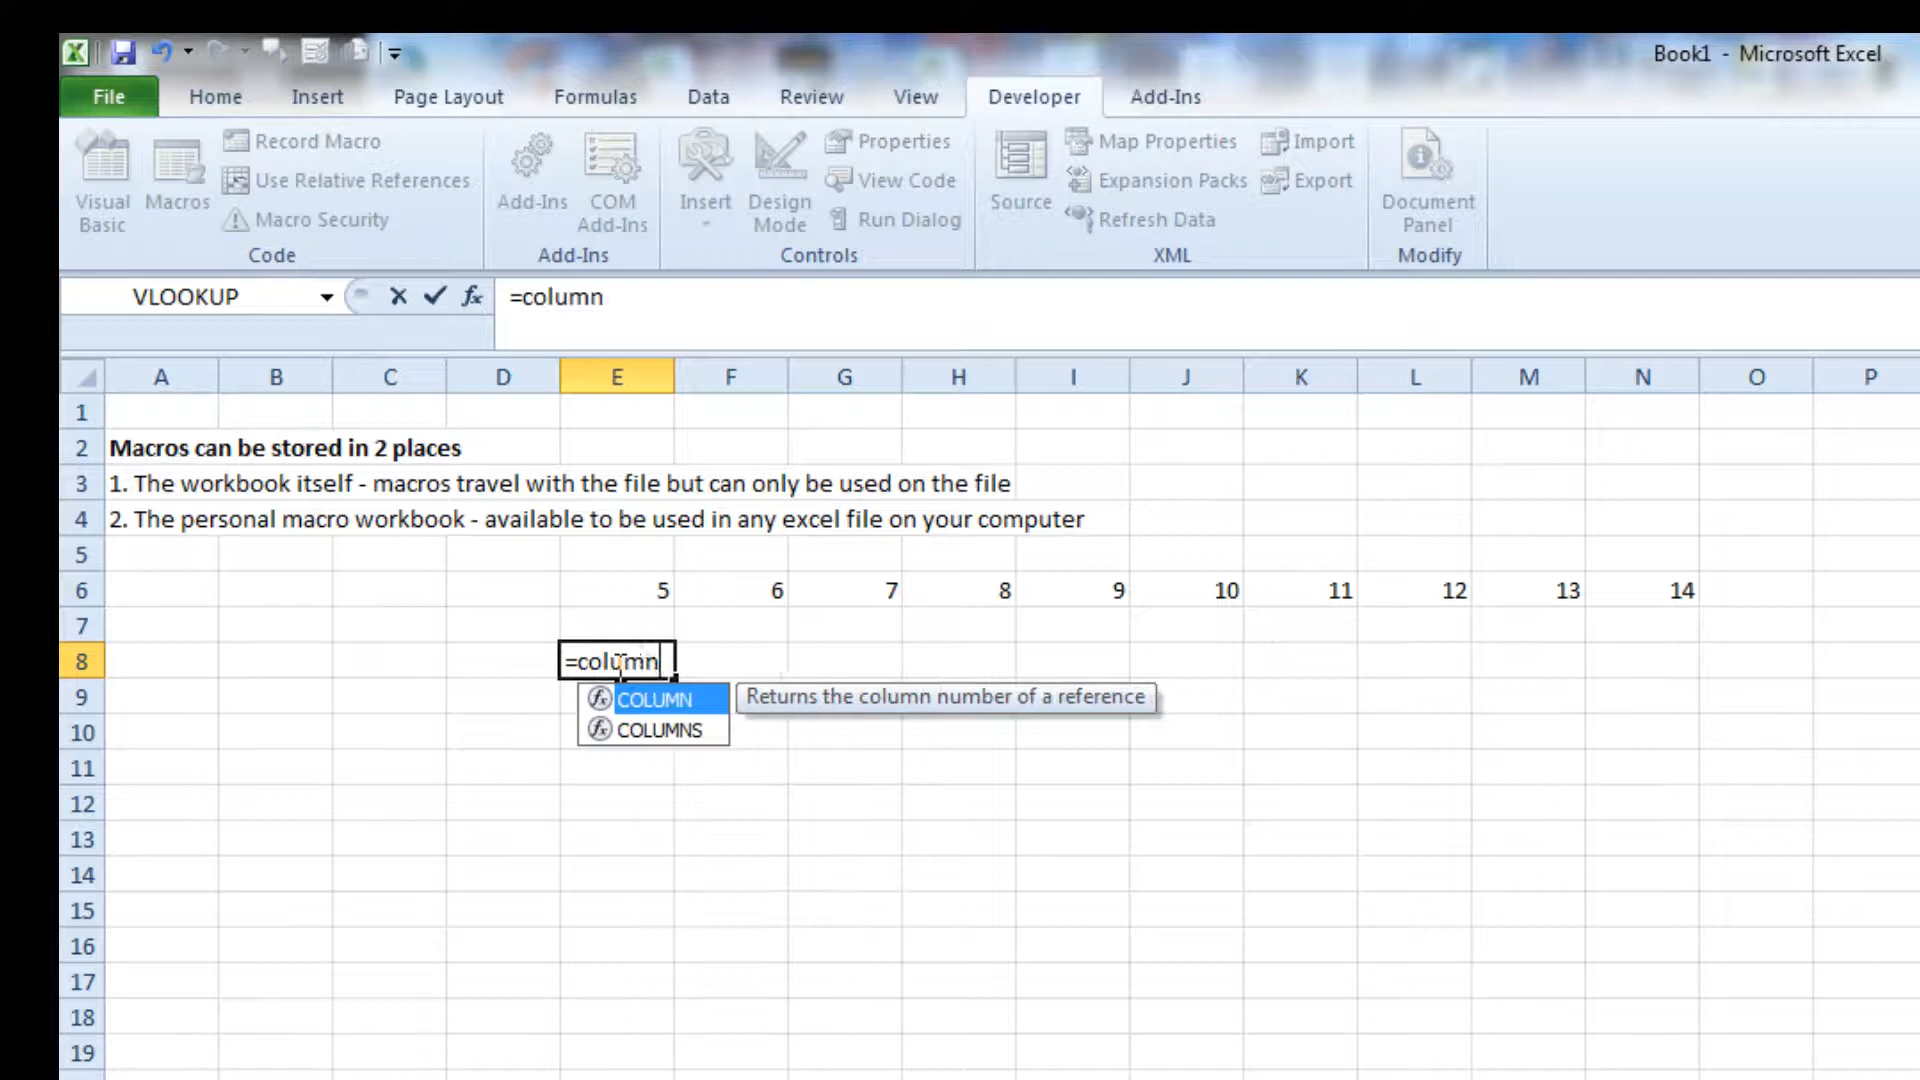 Book1 - Microsoft Excel
File Home Insert Page Layout Formulas Data Review View Developer Add-Ins
Visual Basic
Macros
Record Macro
Use Relative References
Macro Security
Code
Add-Ins
COM Add-Ins
Add-Ins
Insert
Design Mode
Properties
View Code
Run Dialog
Controls
Source
Map Properties
Expansion Packs
Refresh Data
Import
Export
XML
Document Panel
Modify
VLOOKUP fx =column
A B C D E F G H I J K L M N O P
1
2 Macros can be stored in 2 places
3 1. The workbook itself - macros travel with the file but can only be used on the file
4 2. The personal macro workbook - available to be used in any excel file on your computer
5
6 5 6 7 8 9 10 11 12 13 14
7
8 =column
9 fx COLUMN Returns the column number of a reference
10 fx COLUMNS
11
12
13
14
15
16
17
18
19